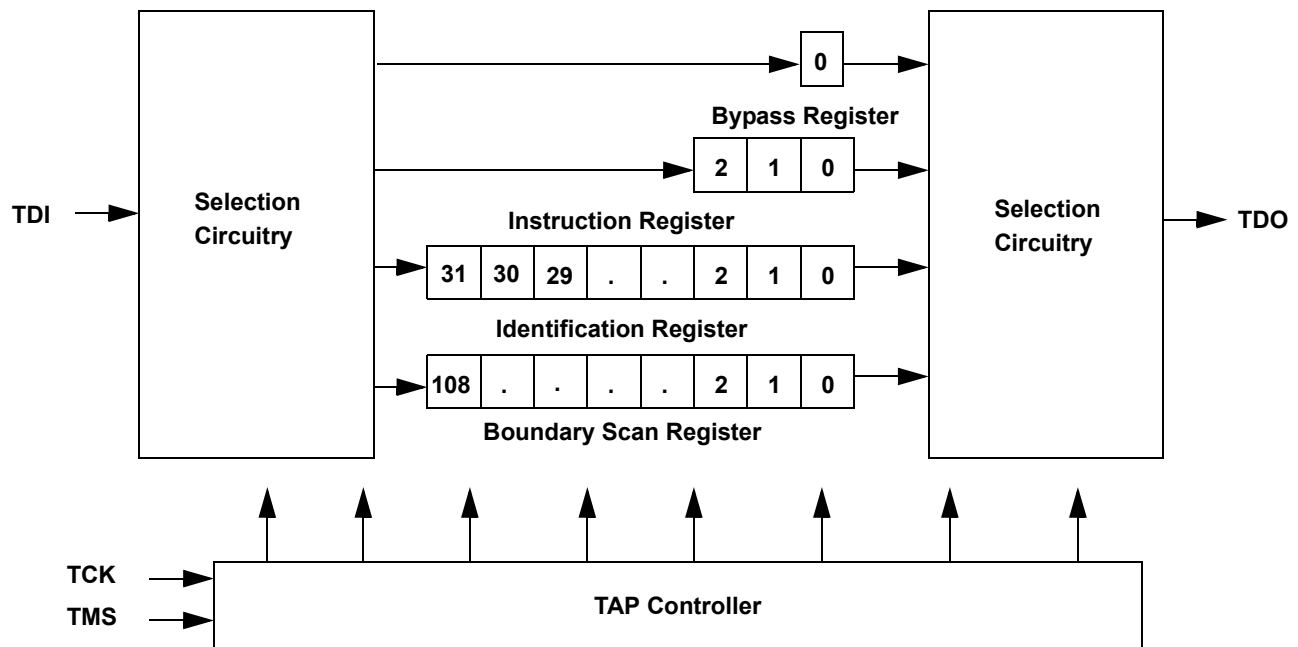 0
Bypass Register
2 1 0
TDI
Selection
Circuitry
Instruction Register
Selection
Circuitry
TDO
31 30 29 . . 2 1 0
Identification Register
108 . . . . 2 1 0
Boundary Scan Register
TCK
TMS
TAP Controller